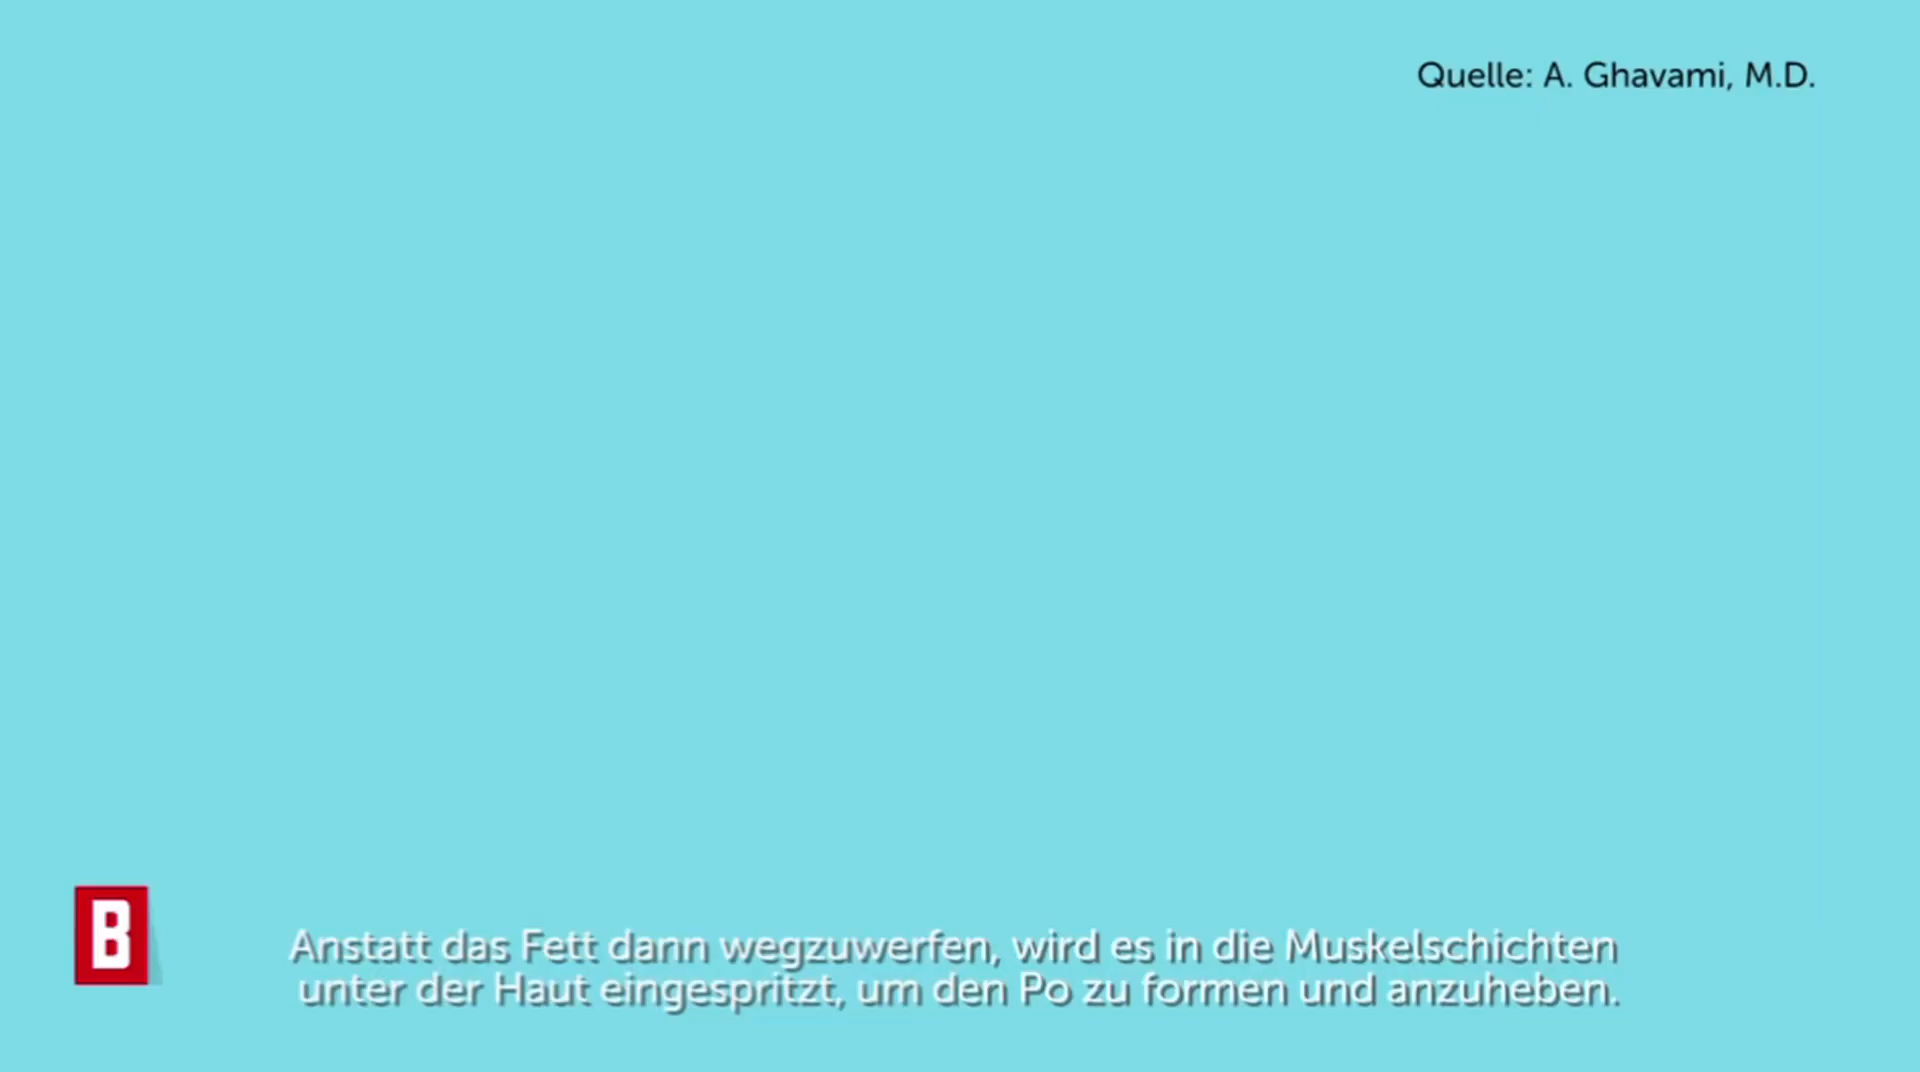 Quelle: A. Ghavami, M.D.
B
Anstatt das Fett dann wegzuwerfen, wird es in die Muskelschichten
unter der Haut eingespritzt, um den Po zu formen und anzuheben.